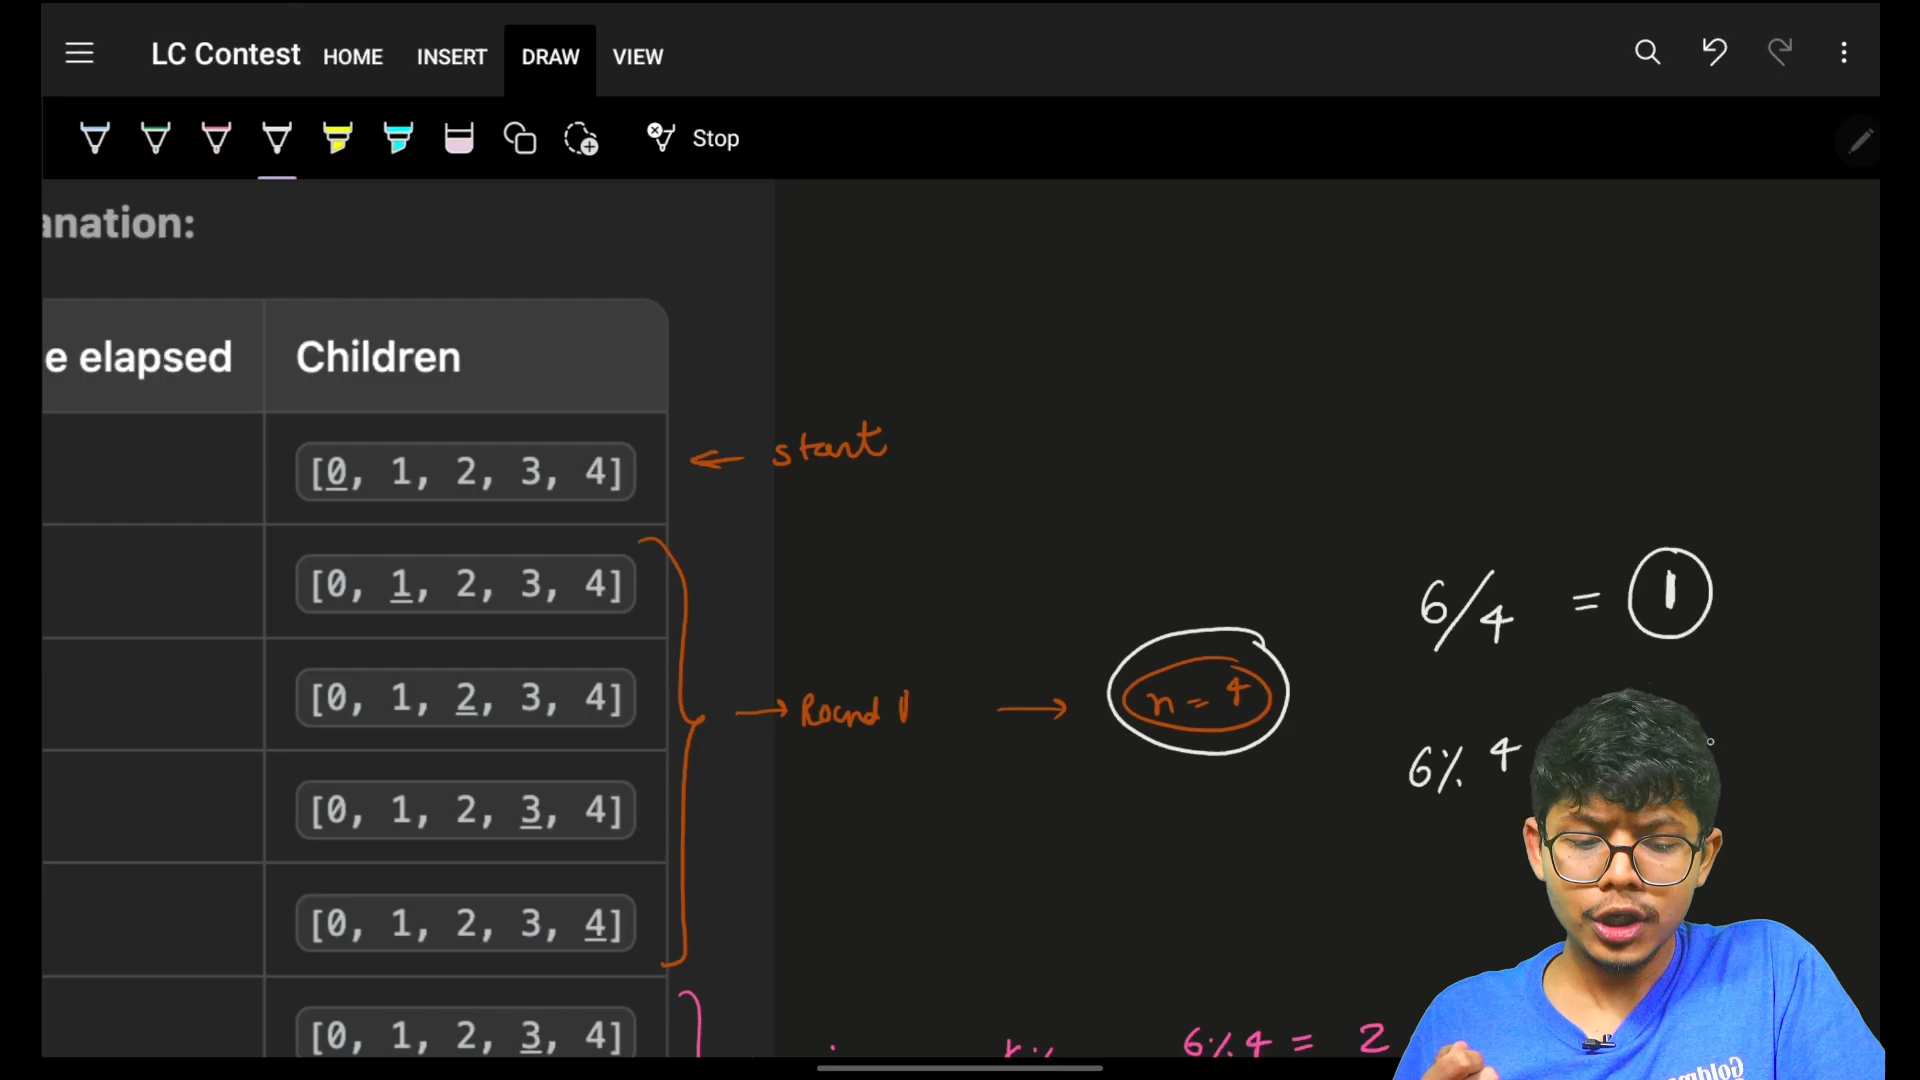 LC Contest HOME INSERT DRAW VIEW
Stop
anation:
e elapsed Children
[0, 1, 2, 3, 4] start
[0, 1, 2, 3, 4]
6/4 = 1
[0, 1, 2, 3, 4] Round 1 n = 4
6% 4
[0, 1, 2, 3, 4]
[0, 1, 2, 3, 4]
[0, 1, 2, 3, 4] 6%4 = 2